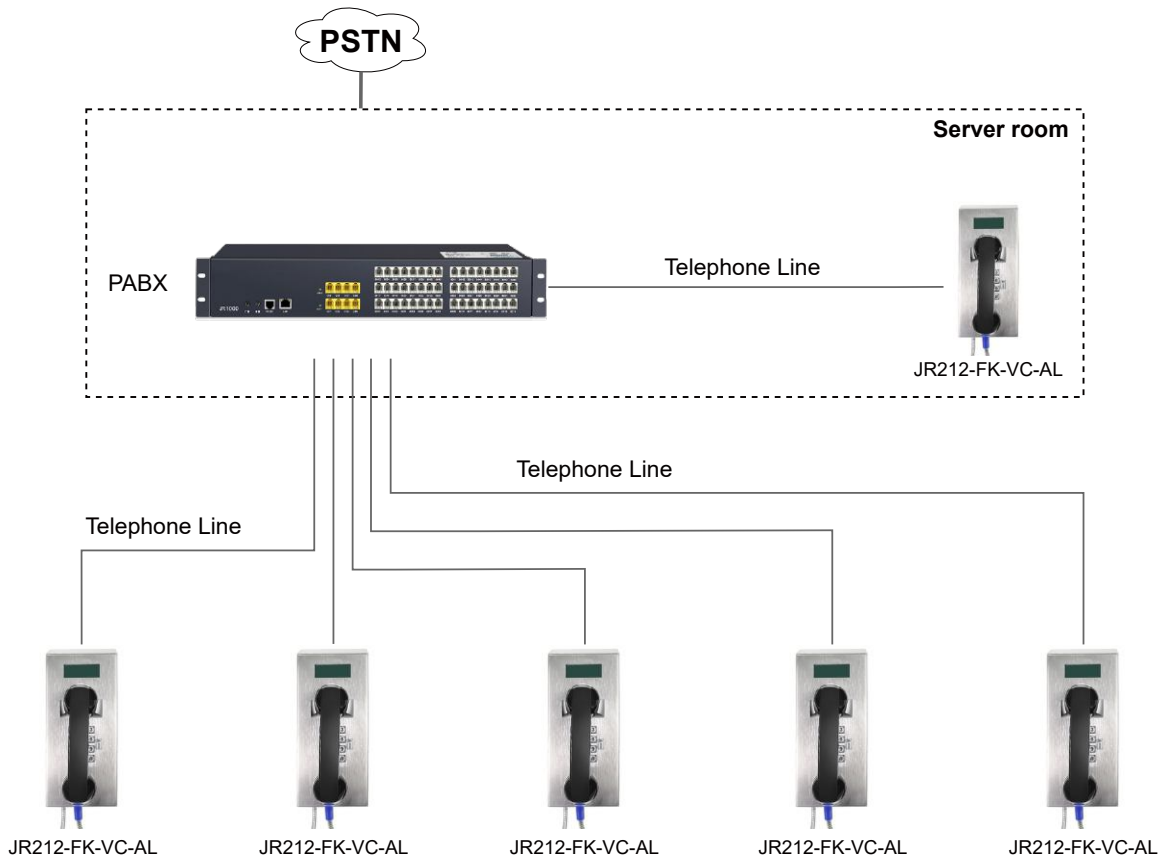 PSTN
Server room
PABX
Telephone Line
JR212-FK-VC-AL
Telephone Line
Telephone Line
JR212-FK-VC-AL
JR212-FK-VC-AL
JR212-FK-VC-AL
JR212-FK-VC-AL
JR212-FK-VC-AL